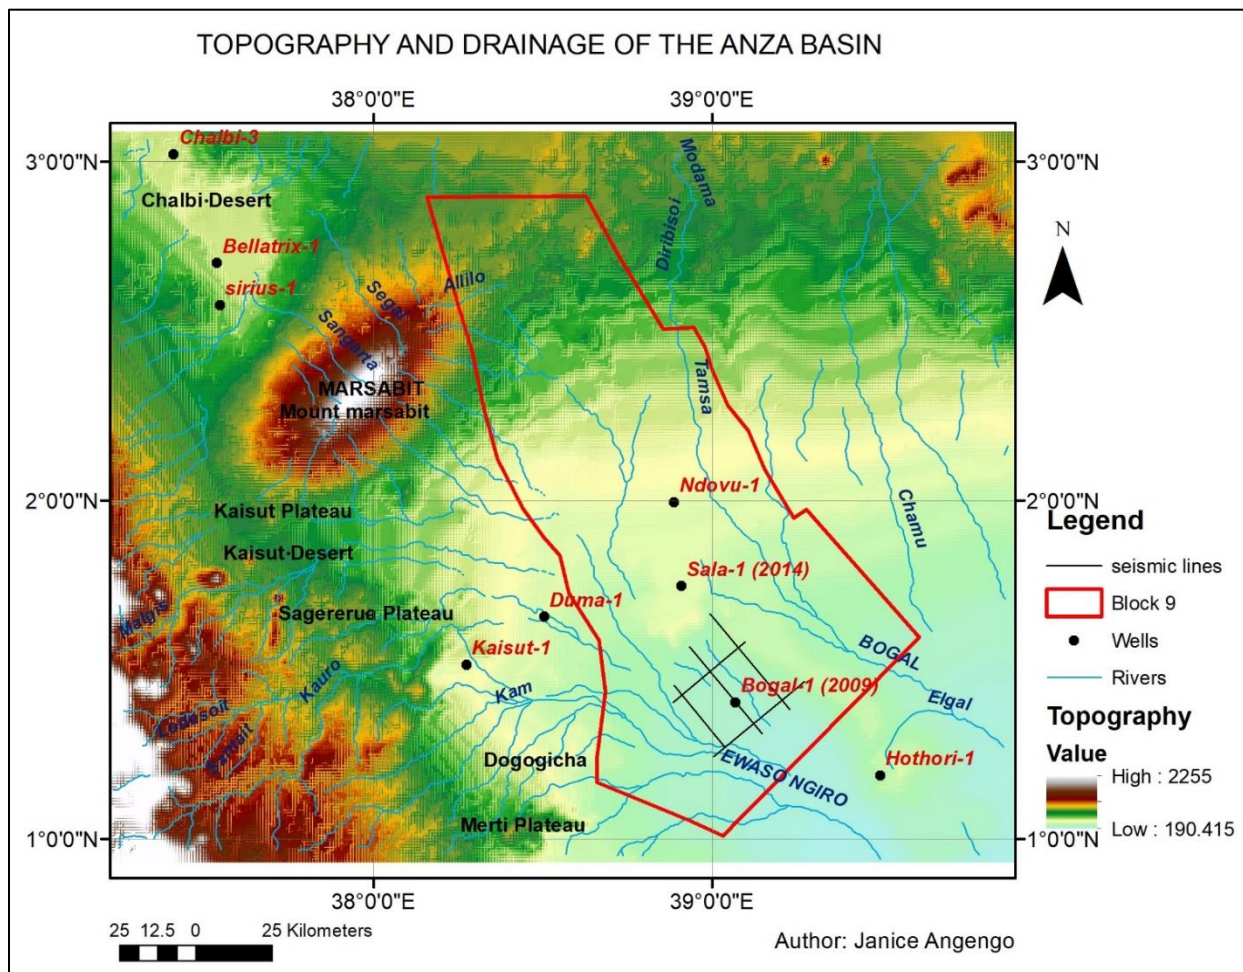 TOPOGRAPHY AND DRAINAGE OF THE ANZA BASIN
38°0'0"E
39°0'0"E
3°0'0"N
3°0'0"N
Chalbi-3
Modama
Chalbi Desert
Diribisoi
N
Bellatrix-1
sirius-1
Segal
Allilo
Sangarta
MARSABIT
Mount marsabit
Tamsa
2°0'0"N
2°0'0"N
Ndovu-1
Kaisut Plateau
Chamu
Kaisut Desert
Sala-1 (2014)
Malgis
Sagererua Plateau
Duma-1
BOGAL
Kaisut-1
Kauro
Kam
Bogal-1 (2009)
Elgal
Dogogicha
EWASO NGIRO
Hothori-1
Merti Plateau
1°0'0"N
1°0'0"N
38°0'0"E
39°0'0"E
Legend
seismic lines
Block 9
Wells
Rivers
Topography
Value
High : 2255
Low : 190.415
25 12.5 0 25 Kilometers
Author: Janice Angengo